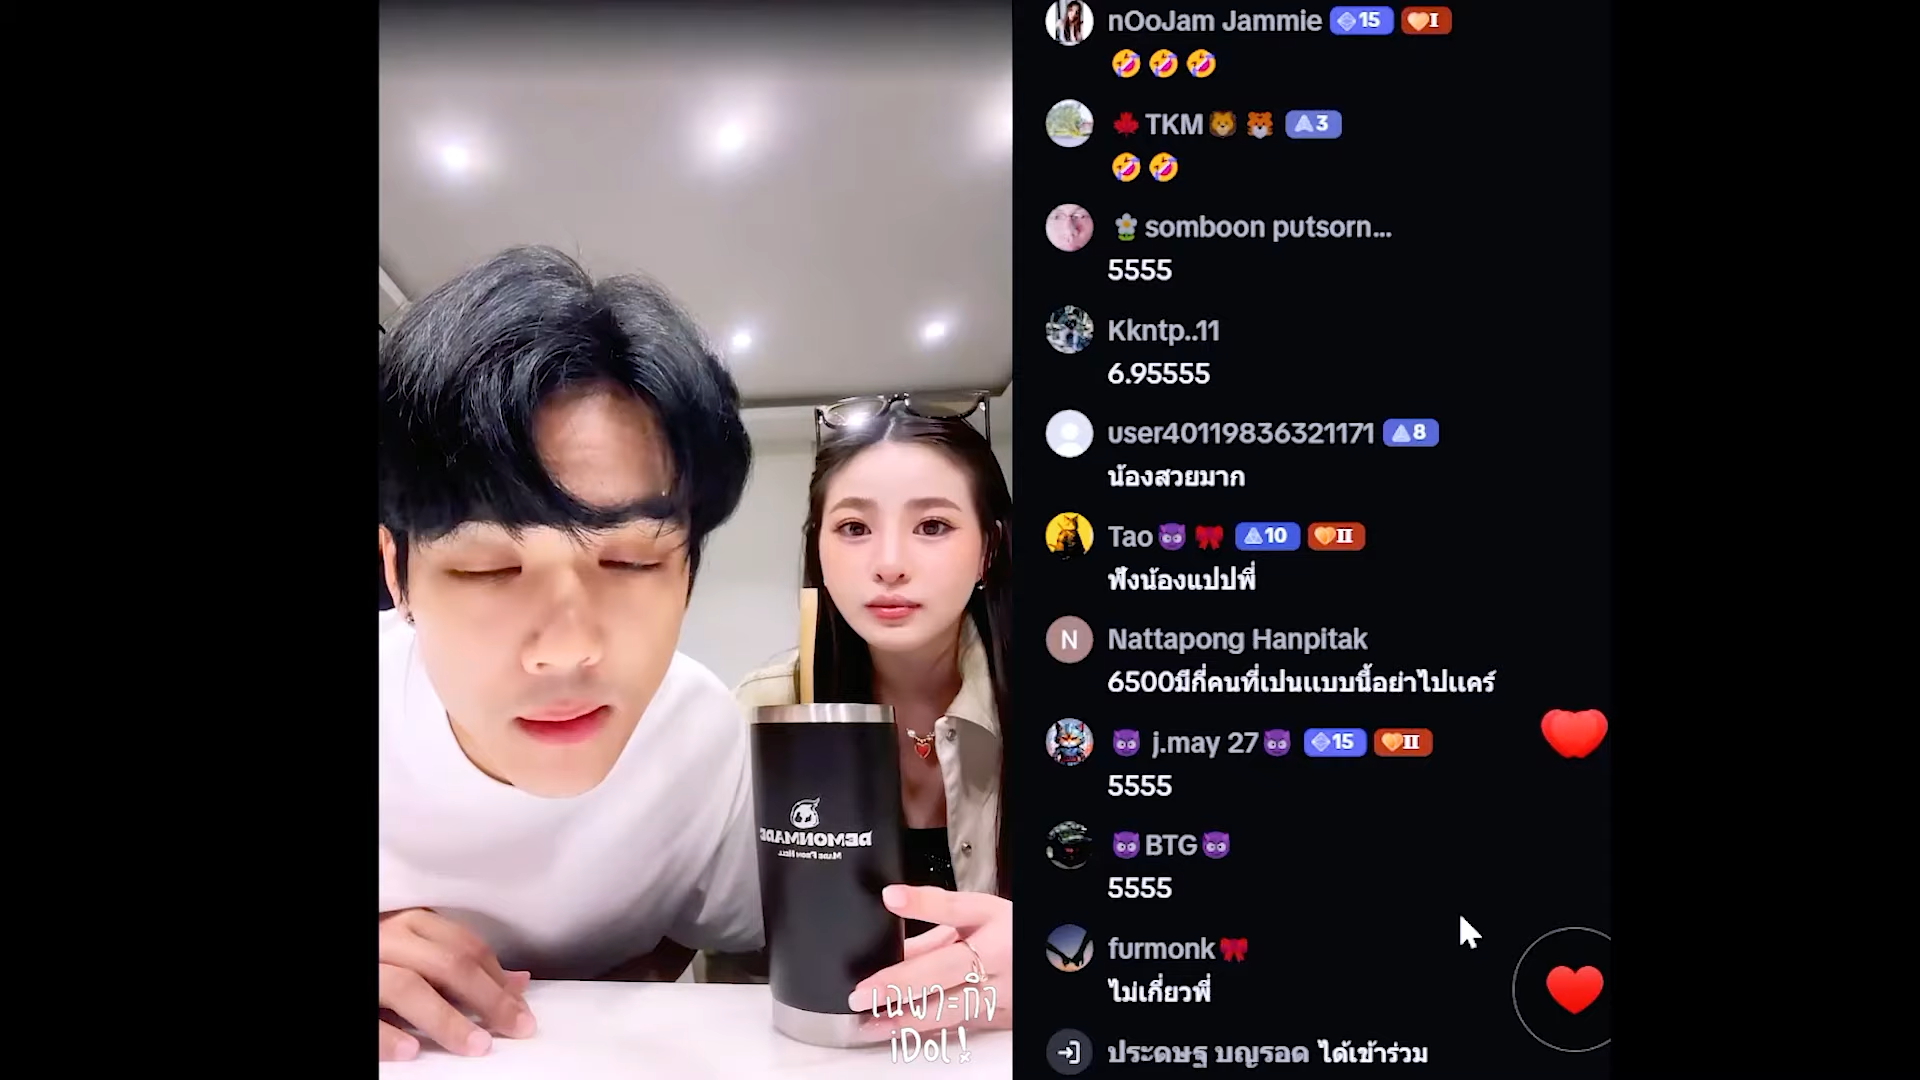 nOoJam Jammie 15 I
🤣🤣🤣
🍁TKM🦁🐯 3
🤣🤣
🌼somboon putsorn...
5555
Kkntp..11
6.95555
user40119836321171 8
น้องสวยมาก
Tao😈🎀 10 II
ฟังน้องแปปพี่
N Nattapong Hanpitak
6500มีกี่คนที่เปนแบบนี้อย่าไปแคร์
😈 j.may 27😈 15 II
5555
😈BTG😈
5555
furmonk🎀
ไม่เกี่ยวพี่
ประดษฐ บญรอด ได้เข้าร่วม
DEMONMADE
MADE FROM HELL
เฉพาะกิจ
iDol!